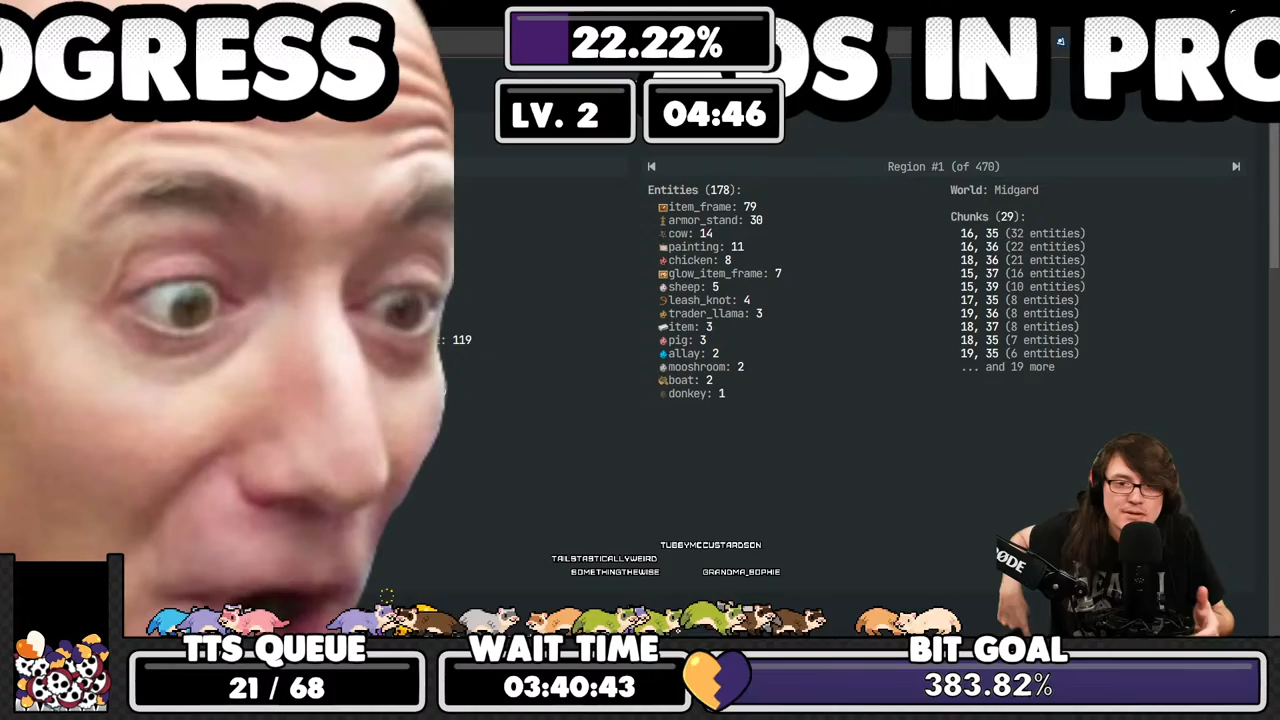 OGRESS
22.22%
DS IN PRO
LV. 2
04:46
Region #1 (of 470)
Entities (178):
item_frame: 79
armor_stand: 30
cow: 14
painting: 11
chicken: 8
glow_item_frame: 7
sheep: 5
leash_knot: 4
trader_llama: 3
item: 3
pig: 3
allay: 2
mooshroom: 2
boat: 2
donkey: 1
World: Midgard
Chunks (29):
16, 35 (32 entities)
16, 36 (22 entities)
18, 36 (21 entities)
15, 37 (16 entities)
15, 39 (10 entities)
17, 35 (8 entities)
19, 36 (8 entities)
18, 37 (8 entities)
18, 35 (7 entities)
19, 35 (6 entities)
... and 19 more
: 119
TUBBYMCCUSTARDSON
TAILSTASTICALLYWEIRD
SOMETHINGTHEWISE
GRANDMA_SOPHIE
RØDE
TTS QUEUE
21 / 68
WAIT TIME
03:40:43
BIT GOAL
383.82%